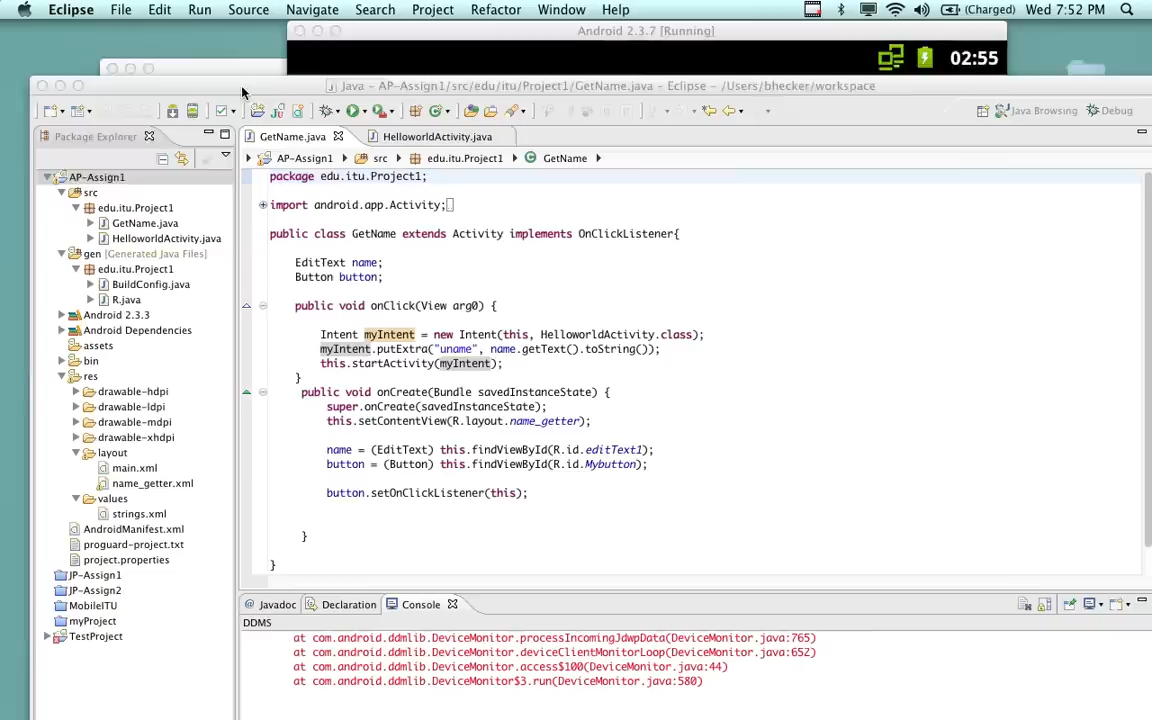 Eclipse File Edit Run Source Navigate Search Project Refactor Window Help (Charged) Wed 7:52 PM
Android 2.3.7 [Running]
02:55
Java – AP-Assign1/src/edu/itu/Project1/GetName.java – Eclipse – /Users/bhecker/workspace
Java Browsing Debug
Package Explorer
GetName.java HelloworldActivity.java
AP-Assign1 src edu.itu.Project1 GetName
AP-Assign1
src
edu.itu.Project1
GetName.java
HelloworldActivity.java
gen [Generated Java Files]
edu.itu.Project1
BuildConfig.java
R.java
Android 2.3.3
Android Dependencies
assets
bin
res
drawable-hdpi
drawable-ldpi
drawable-mdpi
drawable-xhdpi
layout
main.xml
name_getter.xml
values
strings.xml
AndroidManifest.xml
proguard-project.txt
project.properties
JP-Assign1
JP-Assign2
MobileITU
myProject
TestProject
package edu.itu.Project1;
import android.app.Activity;
public class GetName extends Activity implements OnClickListener{
EditText name;
Button button;
public void onClick(View arg0) {
Intent myIntent = new Intent(this, HelloworldActivity.class);
myIntent.putExtra("uname", name.getText().toString());
this.startActivity(myIntent);
}
public void onCreate(Bundle savedInstanceState) {
super.onCreate(savedInstanceState);
this.setContentView(R.layout.name_getter);
name = (EditText) this.findViewById(R.id.editText1);
button = (Button) this.findViewById(R.id.Mybutton);
button.setOnClickListener(this);
}
}
@ Javadoc Declaration Console
DDMS
at com.android.ddmlib.DeviceMonitor.processIncomingJdwpData(DeviceMonitor.java:765)
at com.android.ddmlib.DeviceMonitor.deviceClientMonitorLoop(DeviceMonitor.java:652)
at com.android.ddmlib.DeviceMonitor.access$100(DeviceMonitor.java:44)
at com.android.ddmlib.DeviceMonitor$3.run(DeviceMonitor.java:580)